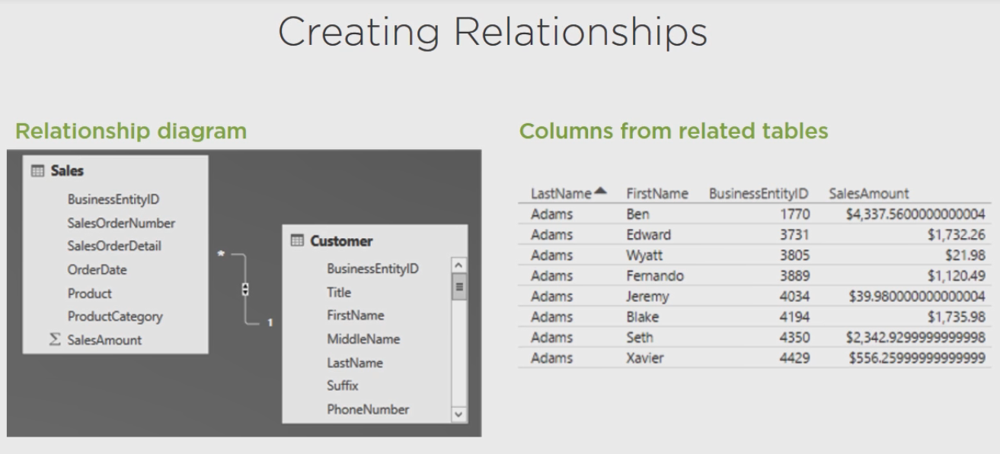 Creating Relationships
Relationship diagram
Sales
BusinessEntityID
SalesOrderNumber
SalesOrderDetail
OrderDate
Product
ProductCategory
Σ SalesAmount
*
1
Customer
BusinessEntityID
Title
FirstName
MiddleName
LastName
Suffix
PhoneNumber
Columns from related tables
LastName FirstName BusinessEntityID SalesAmount
Adams Ben 1770 $4,337.5600000000004
Adams Edward 3731 $1,732.26
Adams Wyatt 3805 $21.98
Adams Fernando 3889 $1,120.49
Adams Jeremy 4034 $39.980000000000004
Adams Blake 4194 $1,735.98
Adams Seth 4350 $2,342.9299999999998
Adams Xavier 4429 $556.25999999999999